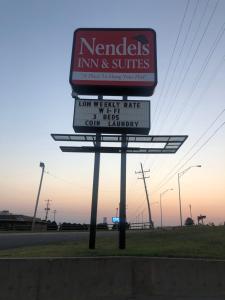 Nendels
INN & SUITES
"A Place To Hang Your Hat"
LOW WEEKLY RATE
WI-FI
3 BEDS
COIN LAUNDRY